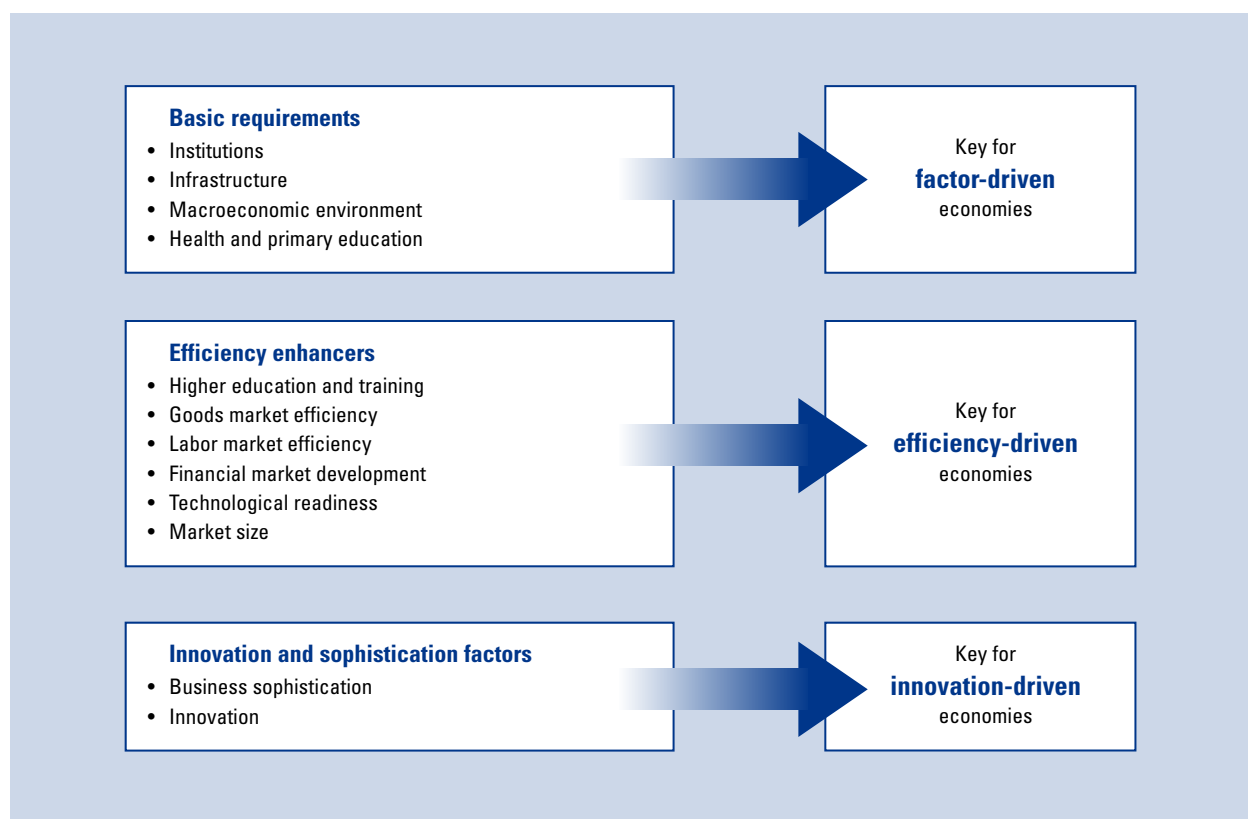 Basic requirements
• Institutions
• Infrastructure
• Macroeconomic environment
• Health and primary education
Key for
factor-driven
economies
Efficiency enhancers
• Higher education and training
• Goods market efficiency
• Labor market efficiency
• Financial market development
• Technological readiness
• Market size
Key for
efficiency-driven
economies
Innovation and sophistication factors
• Business sophistication
• Innovation
Key for
innovation-driven
economies